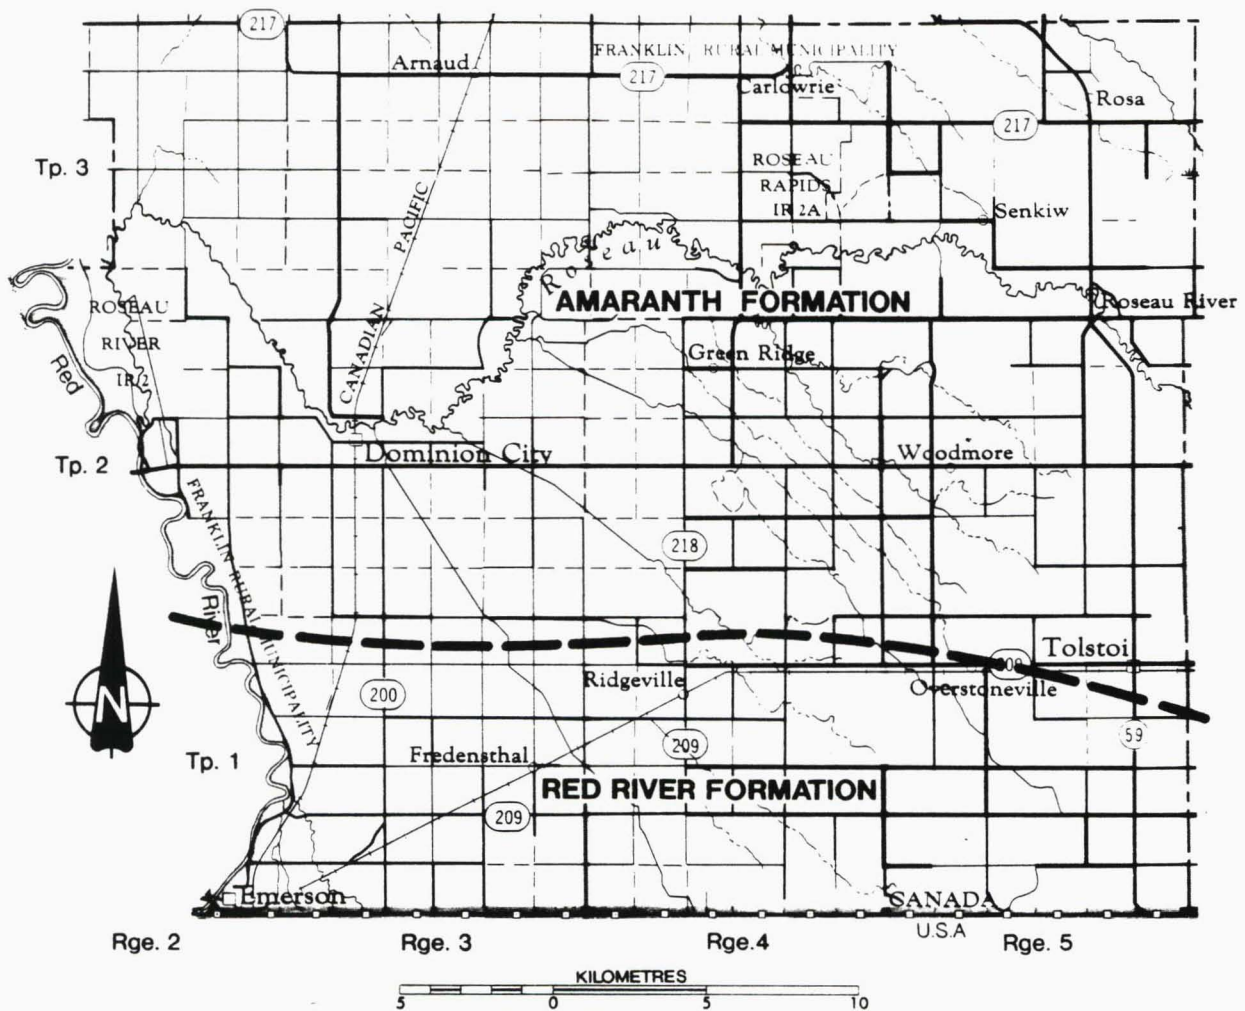 217
Arnaud
FRANKLIN RURAL MUNICIPALITY
217
Carlowrie
Rosa
217
Tp. 3
ROSEAU
RAPIDS
IR 2A
Senkiw
PACIFIC
Roseau
AMARANTH FORMATION
Roseau River
ROSEAU
RIVER
IR 2
Red
CANADIAN
Green Ridge
Dominion City
Woodmore
Tp. 2
FRANKLIN RURAL MUNICIPALITY
218
River
Tolstoi
Ridgeville
Overstoneville
200
N
59
209
Fredensthal
Tp. 1
RED RIVER FORMATION
209
Emerson
CANADA
U.S.A
Rge. 2
Rge. 3
Rge.4
Rge. 5
KILOMETRES
5
0
5
10